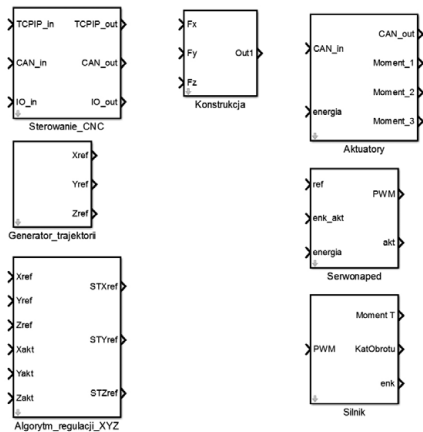 TCPIP_in TCPIP_out
CAN_in CAN_out
IO_in IO_out
Sterowanie_CNC
Fx
Fy Out1
Fz
Konstrukcja
CAN_out
CAN_in Moment_1
Moment_2
energia Moment_3
Aktuatory
Xref
Yref
Zref
Generator_trajektorii
ref PWM
enk_akt
akt
energia
Serwonaped
Xref STXref
Yref
Zref STYref
Xakt
Yakt
Zakt STZref
Algorytm_regulacji_XYZ
Moment T
PWM KatObrotu
enk
Silnik